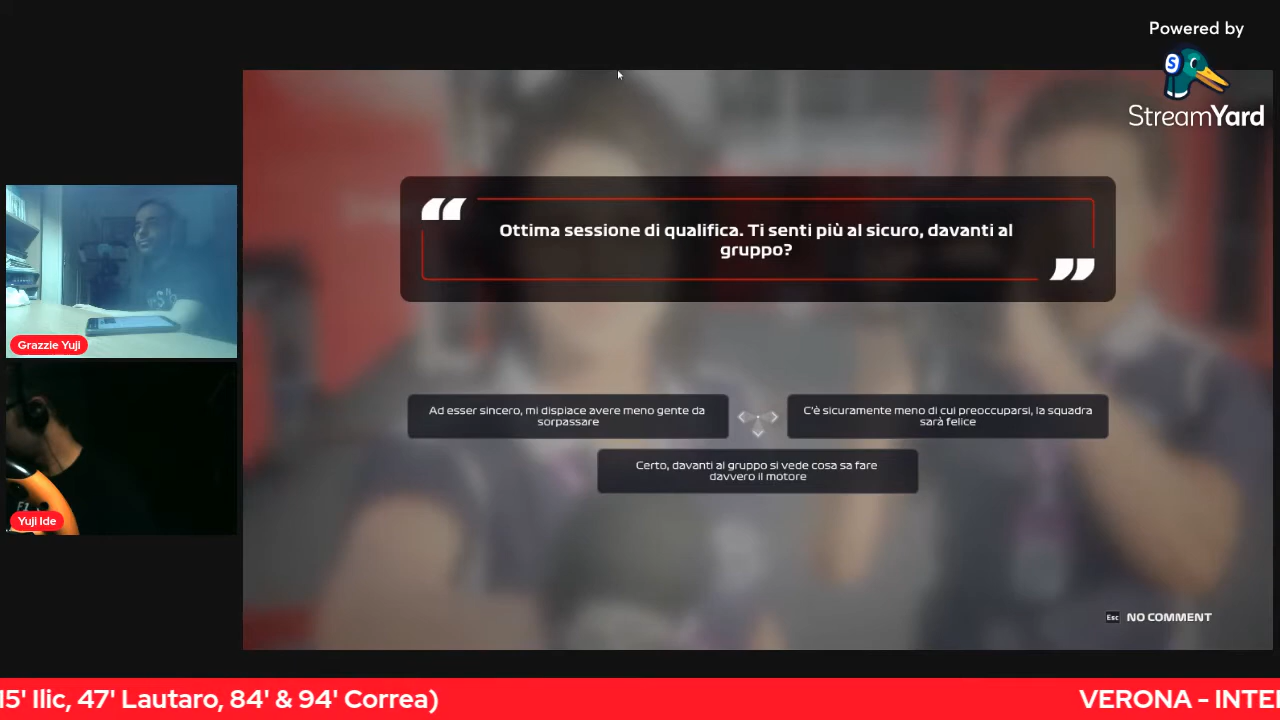 Powered by
S
StreamYard
Ottima sessione di qualifica. Ti senti più al sicuro, davanti al
gruppo?
Ad esser sincero, mi dispiace avere meno gente da
sorpassare
C'è sicuramente meno di cui preoccuparsi, la squadra
sarà felice
Certo, davanti al gruppo si vede cosa sa fare
davvero il motore
Grazzie Yuji
F1
Yuji Ide
Esc NO COMMENT
15' Ilic, 47' Lautaro, 84' & 94' Correa)
VERONA - INTE